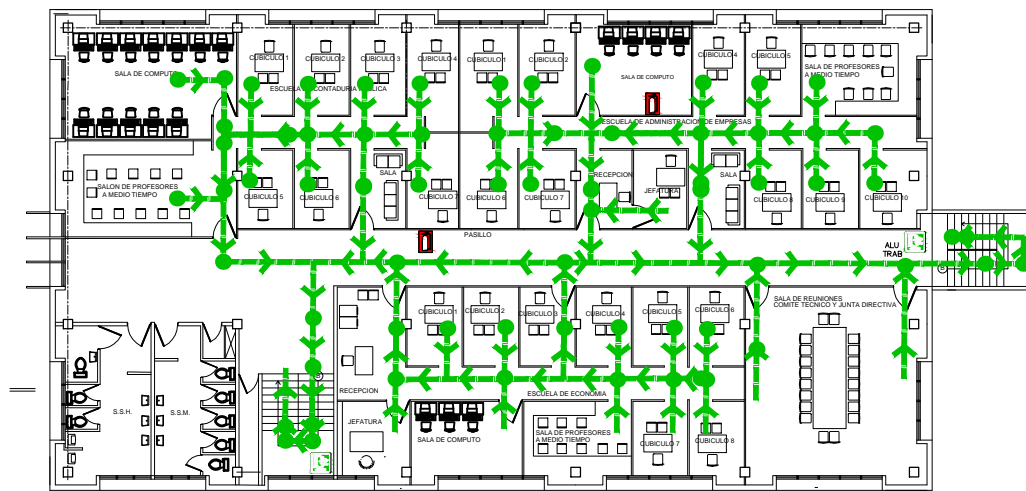 CUBICULO 1
CUBICULO 2
CUBICULO 3
CUBICULO 4
CUBICULO 1
CUBICULO 2
CUBICULO 4
CUBICULO 5
SALA DE PROFESORES
A MEDIO TIEMPO
SALA DE COMPUTO
SALA DE COMPUTO
ESCUELA DE CONTADURIA PUBLICA
ESCUELA DE ADMINISTRACION DE EMPRESAS
SALON DE PROFESORES
A MEDIO TIEMPO
SALA
RECEPCION
JEFATURA
SALA
CUBICULO 5
CUBICULO 6
CUBICULO 7
CUBICULO 6
CUBICULO 7
CUBICULO 8
CUBICULO 9
CUBICULO 10
PASILLO
ALU
TRAB
B
SALA DE REUNIONES
COMITE TECNICO Y JUNTA DIRECTIVA
CUBICULO 1
CUBICULO 2
CUBICULO 3
CUBICULO 4
CUBICULO 5
CUBICULO 6
B
RECEPCION
ESCUELA DE ECONOMIA
S.S.H.
S.S.M.
JEFATURA
SALA DE COMPUTO
SALA DE PROFESORES
A MEDIO TIEMPO
CUBICULO 7
CUBICULO 8